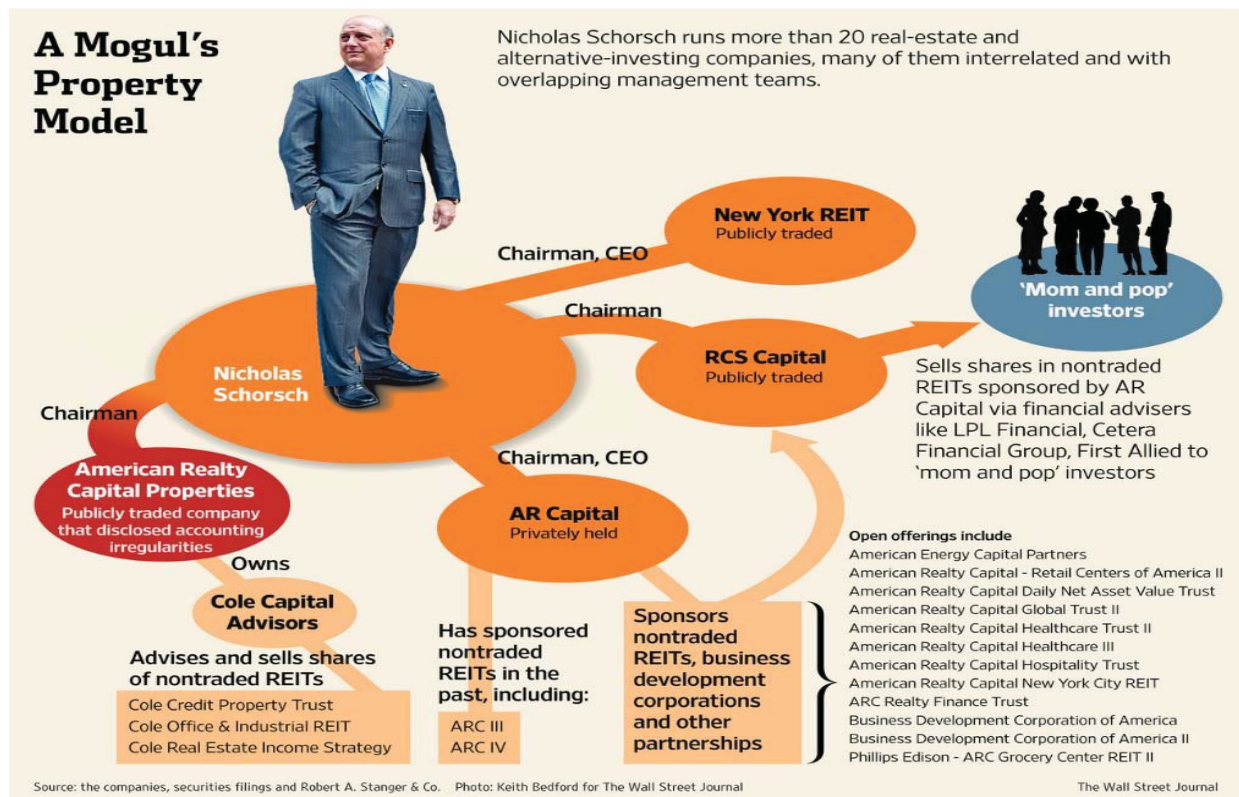 A Mogul's
Property
Model
Nicholas Schorsch runs more than 20 real-estate and
alternative-investing companies, many of them interrelated and with
overlapping management teams.
New York REIT
Publicly traded
Chairman, CEO
'Mom and pop'
investors
Chairman
RCS Capital
Publicly traded
Nicholas
Schorsch
Sells shares in nontraded
REITs sponsored by AR
Capital via financial advisers
like LPL Financial, Cetera
Financial Group, First Allied to
'mom and pop' investors
Chairman
American Realty
Capital Properties
Publicly traded company
that disclosed accounting
irregularities
Chairman, CEO
AR Capital
Privately held
Owns
Cole Capital
Advisors
Advises and sells shares
of nontraded REITs
Cole Credit Property Trust
Cole Office & Industrial REIT
Cole Real Estate Income Strategy
Has sponsored
nontraded
REITs in the
past, including:
ARC III
ARC IV
Sponsors
nontraded
REITs, business
development
corporations
and other
partnerships
Open offerings include
American Energy Capital Partners
American Realty Capital - Retail Centers of America II
American Realty Capital Daily Net Asset Value Trust
American Realty Capital Global Trust II
American Realty Capital Healthcare Trust II
American Realty Capital Healthcare III
American Realty Capital Hospitality Trust
American Realty Capital New York City REIT
ARC Realty Finance Trust
Business Development Corporation of America
Business Development Corporation of America II
Phillips Edison - ARC Grocery Center REIT II
Source: the companies, securities filings and Robert A. Stanger & Co. Photo: Keith Bedford for The Wall Street Journal
The Wall Street Journal